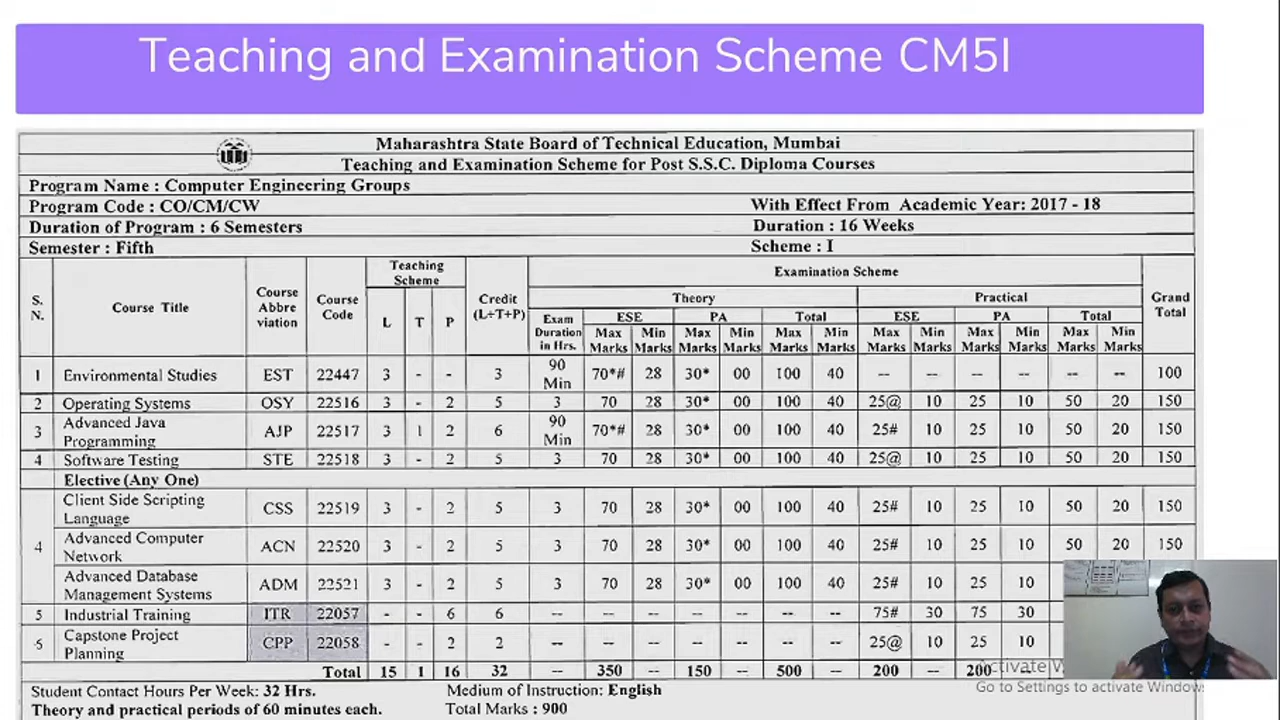 Teaching and Examination Scheme CM5I
Maharashtra State Board of Technical Education, Mumbai
Teaching and Examination Scheme for Post S.S.C. Diploma Courses
Program Name : Computer Engineering Groups
Program Code : CO/CM/CW With Effect From Academic Year: 2017 - 18
Duration of Program : 6 Semesters Duration : 16 Weeks
Semester : Fifth Scheme : I
S. N. Course Title Course Abbre viation Course Code Teaching Scheme Credit (L+T+P) Examination Scheme Grand Total
L T P Theory Practical
Exam Duration in Hrs. ESE PA Total ESE PA Total
Max Marks Min Marks Max Marks Min Marks Max Marks Min Marks Max Marks Min Marks Max Marks Min Marks Max Marks Min Marks
1 Environmental Studies EST 22447 3 - - 3 90 Min 70*# 28 30* 00 100 40 -- -- -- -- -- -- 100
2 Operating Systems OSY 22516 3 - 2 5 3 70 28 30* 00 100 40 25@ 10 25 10 50 20 150
3 Advanced Java Programming AJP 22517 3 1 2 6 90 Min 70*# 28 30* 00 100 40 25# 10 25 10 50 20 150
4 Software Testing STE 22518 3 - 2 5 3 70 28 30* 00 100 40 25@ 10 25 10 50 20 150
Elective (Any One)
4 Client Side Scripting Language CSS 22519 3 - 2 5 3 70 28 30* 00 100 40 25# 10 25 10 50 20 150
Advanced Computer Network ACN 22520 3 - 2 5 3 70 28 30* 00 100 40 25# 10 25 10 50 20 150
Advanced Database Management Systems ADM 22521 3 - 2 5 3 70 28 30* 00 100 40 25# 10 25 10
5 Industrial Training ITR 22057 - - 6 6 -- -- -- -- -- -- -- 75# 30 75 30
6 Capstone Project Planning CPP 22058 - - 2 2 -- -- -- -- -- -- -- 25@ 10 25 10
Total 15 1 16 32 -- 350 -- 150 -- 500 -- 200 -- 200 --
Student Contact Hours Per Week: 32 Hrs. Medium of Instruction: English
Theory and practical periods of 60 minutes each. Total Marks : 900
Activate
Go to Settings to activate Windows